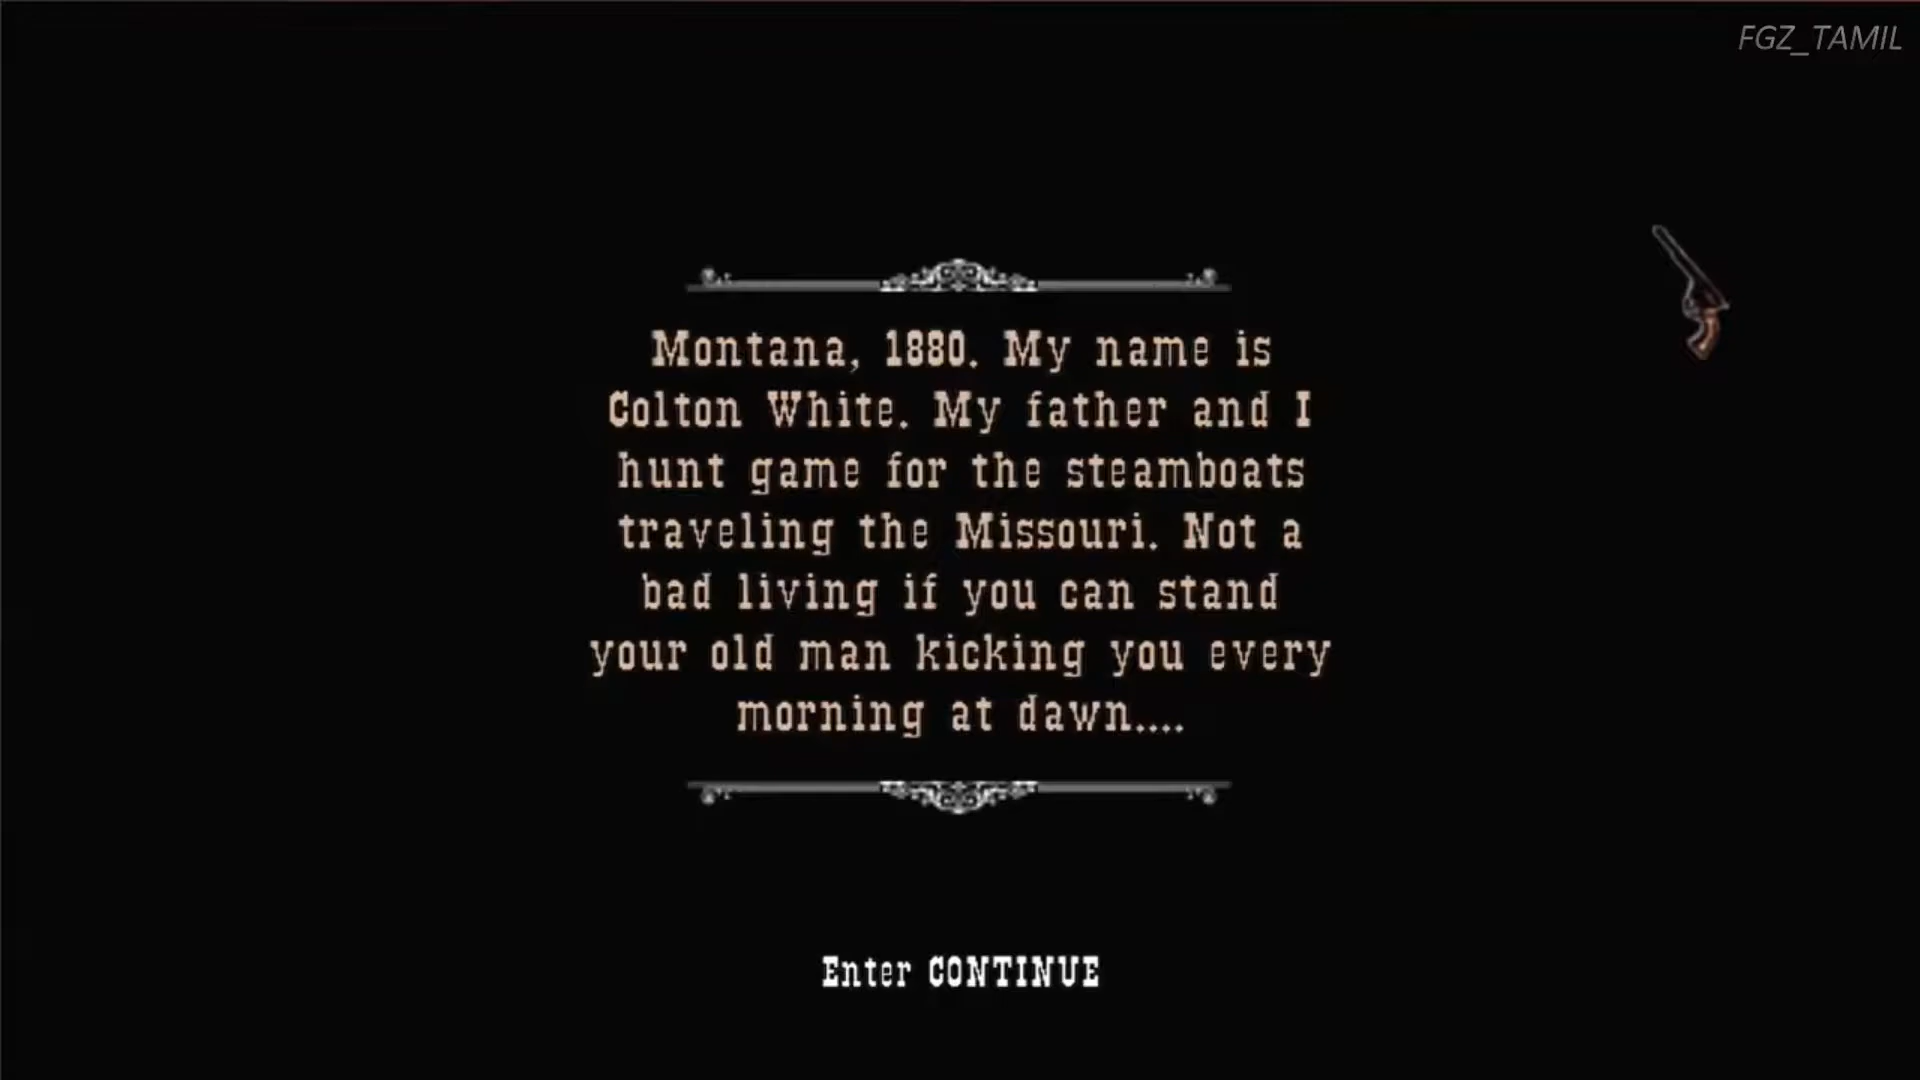 FGZ_TAMIL
Montana, 1880. My name is
Colton White. My father and I
hunt game for the steamboats
traveling the Missouri. Not a
bad living if you can stand
your old man kicking you every
morning at dawn....
Enter CONTINUE